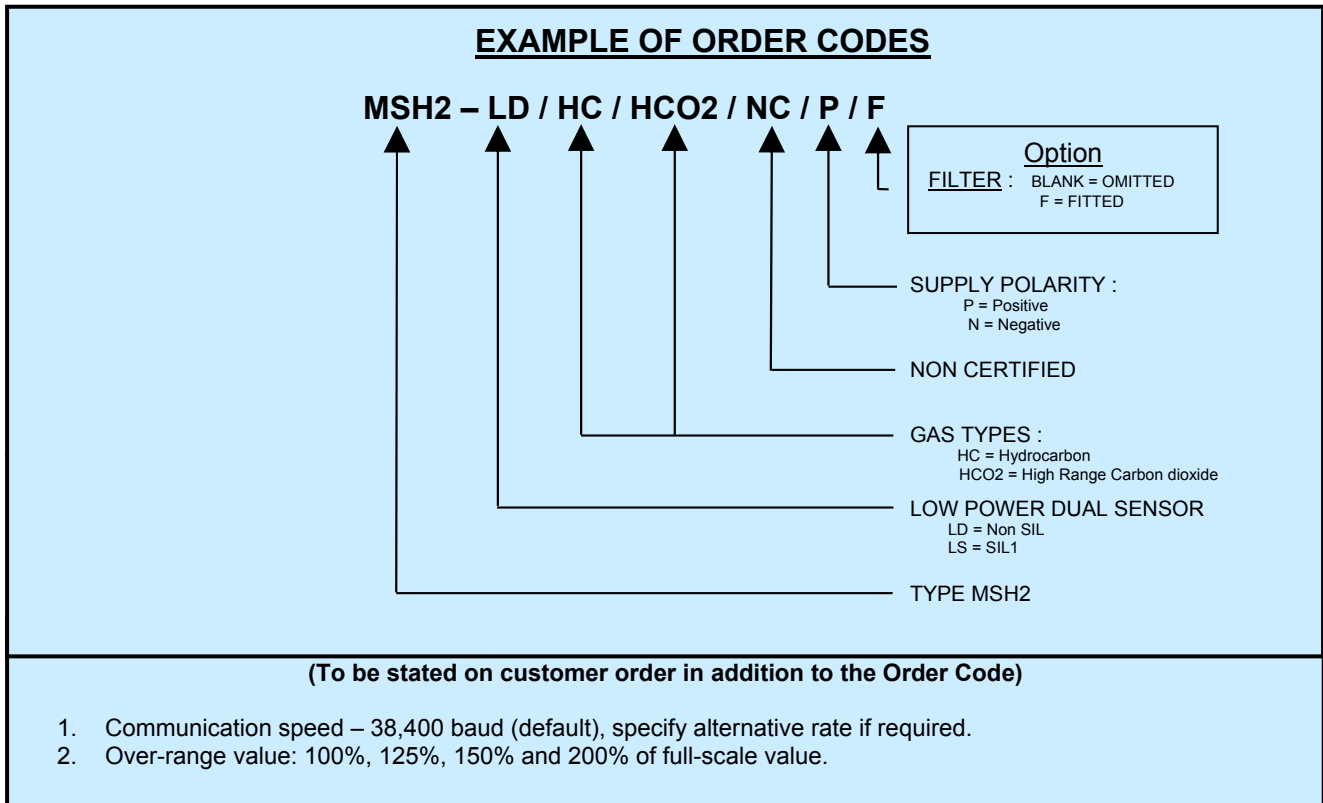 EXAMPLE OF ORDER CODES
MSH2 – LD / HC / HCO2 / NC / P / F
Option
FILTER : BLANK = OMITTED
F = FITTED
SUPPLY POLARITY :
P = Positive
N = Negative
NON CERTIFIED
GAS TYPES :
HC = Hydrocarbon
HCO2 = High Range Carbon dioxide
LOW POWER DUAL SENSOR
LD = Non SIL
LS = SIL1
TYPE MSH2
(To be stated on customer order in addition to the Order Code)
1. Communication speed – 38,400 baud (default), specify alternative rate if required.
2. Over-range value: 100%, 125%, 150% and 200% of full-scale value.